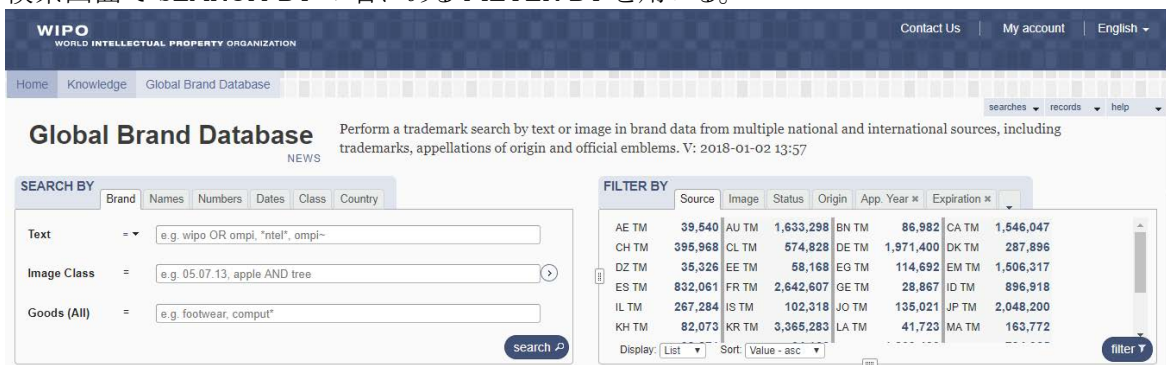 検索画面で SEARCH BY の右にある FILTER BY を用いる。
WIPO
WORLD INTELLECTUAL PROPERTY ORGANIZATION
Contact Us | My account | English
Home Knowledge Global Brand Database
searches records help
Global Brand Database
NEWS
Perform a trademark search by text or image in brand data from multiple national and international sources, including
trademarks, appellations of origin and official emblems. V: 2018-01-02 13:57
SEARCH BY
Brand Names Numbers Dates Class Country
Text = e.g. wipo OR ompi, *ntel*, ompi~
Image Class = e.g. 05.07.13, apple AND tree
Goods (All) = e.g. footwear, comput*
search
FILTER BY
Source Image Status Origin App. Year × Expiration ×
AE TM 39,540 AU TM 1,633,298 BN TM 86,982 CA TM 1,546,047
CH TM 395,968 CL TM 574,828 DE TM 1,971,400 DK TM 287,896
DZ TM 35,326 EE TM 58,168 EG TM 114,692 EM TM 1,506,317
ES TM 832,061 FR TM 2,642,607 GE TM 28,867 ID TM 896,918
IL TM 267,284 IS TM 102,318 JO TM 135,021 JP TM 2,048,200
KH TM 82,073 KR TM 3,365,283 LA TM 41,723 MA TM 163,772
Display: List Sort: Value - asc
filter